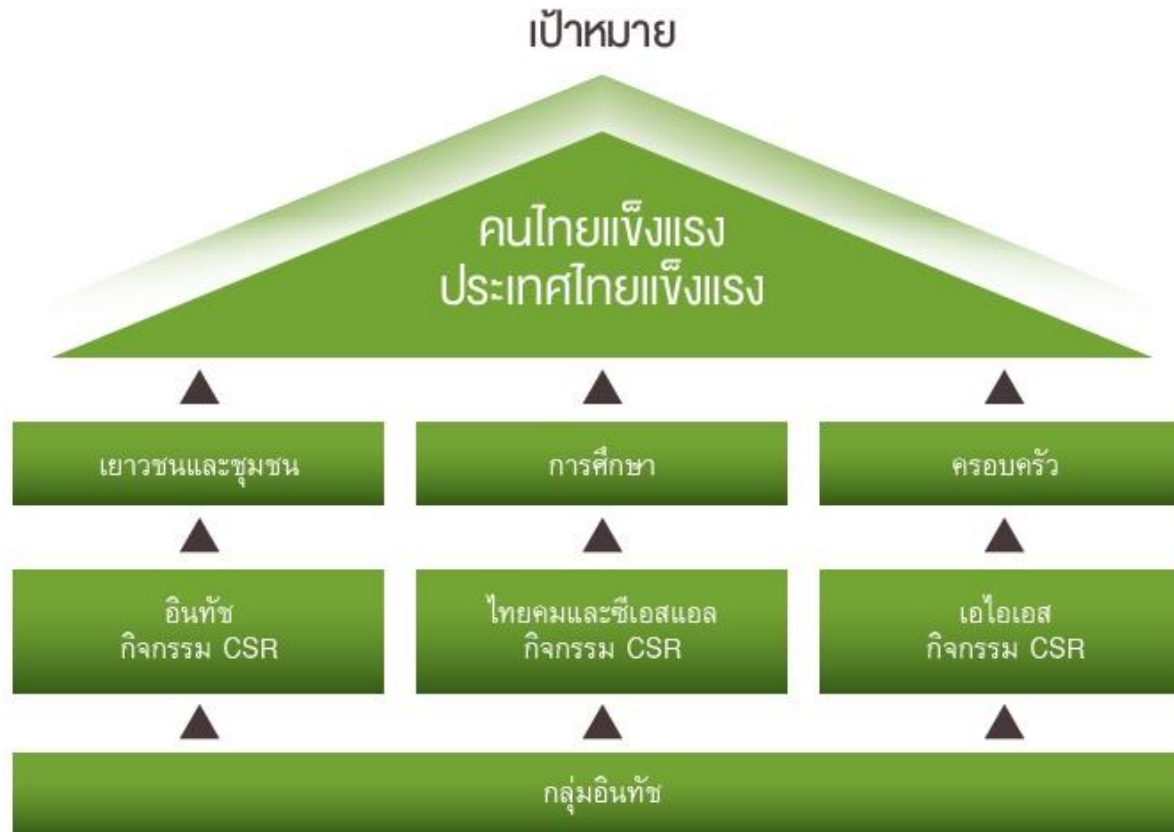 เป้าหมาย
คนไทยแข็งแรง
ประเทศไทยแข็งแรง
เยาวชนและชุมชน
การศึกษา
ครอบครัว
อินทัช
กิจกรรม CSR
ไทยคมและซีเอสแอล
กิจกรรม CSR
เอไอเอส
กิจกรรม CSR
กลุ่มอินทัช